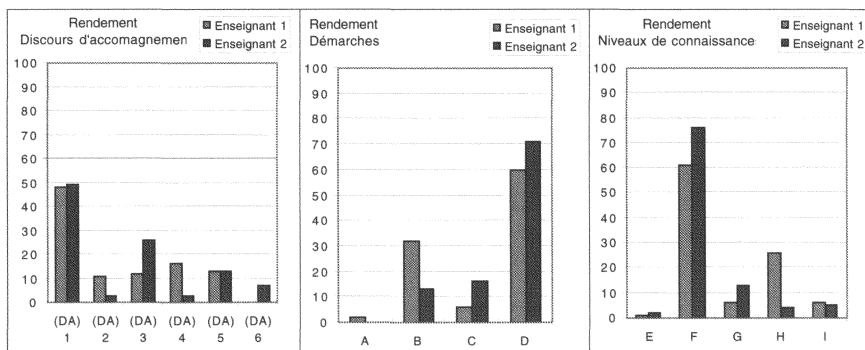 Rendement
Discours d'accomagnemen
Enseignant 1
Enseignant 2
100
90
80
70
60
50
40
30
20
10
0
(DA) (DA) (DA) (DA) (DA) (DA)
1 2 3 4 5 6
Rendement
Démarches
Enseignant 1
Enseignant 2
100
90
80
70
60
50
40
30
20
10
0
A B C D
Rendement
Niveaux de connaissance
Enseignant 1
Enseignant 2
100
90
80
70
60
50
40
30
20
10
0
E F G H I